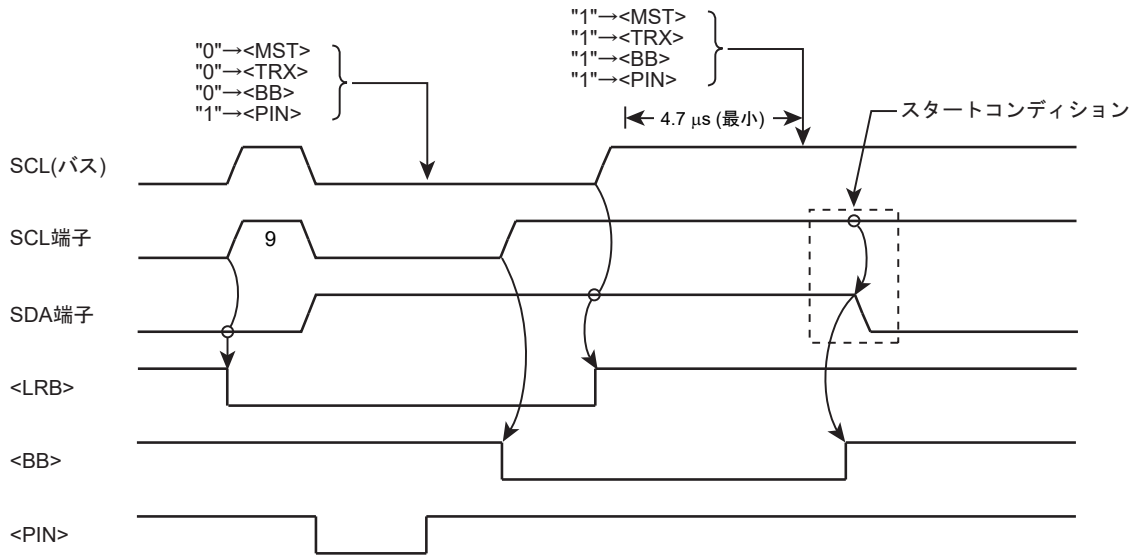 "1"→<MST>
"1"→<TRX>
"1"→<BB>
"1"→<PIN>
"0"→<MST>
"0"→<TRX>
"0"→<BB>
"1"→<PIN>
4.7 μs (最小)
スタートコンディション
SCL(バス)
SCL端子
9
SDA端子
<LRB>
<BB>
<PIN>